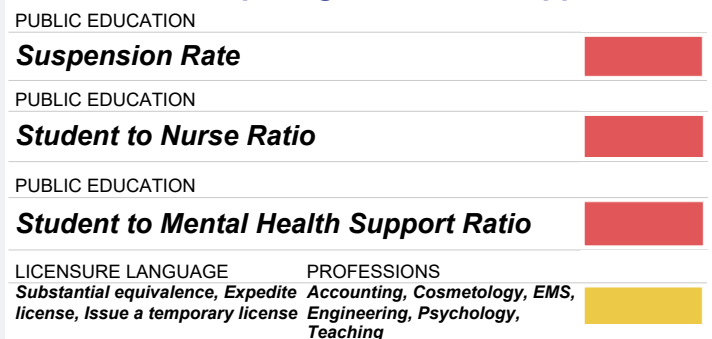 PUBLIC EDUCATION
Suspension Rate
PUBLIC EDUCATION
Student to Nurse Ratio
PUBLIC EDUCATION
Student to Mental Health Support Ratio
LICENSURE LANGUAGE PROFESSIONS
Substantial equivalence, Expedite Accounting, Cosmetology, EMS,
license, Issue a temporary license Engineering, Psychology,
Teaching